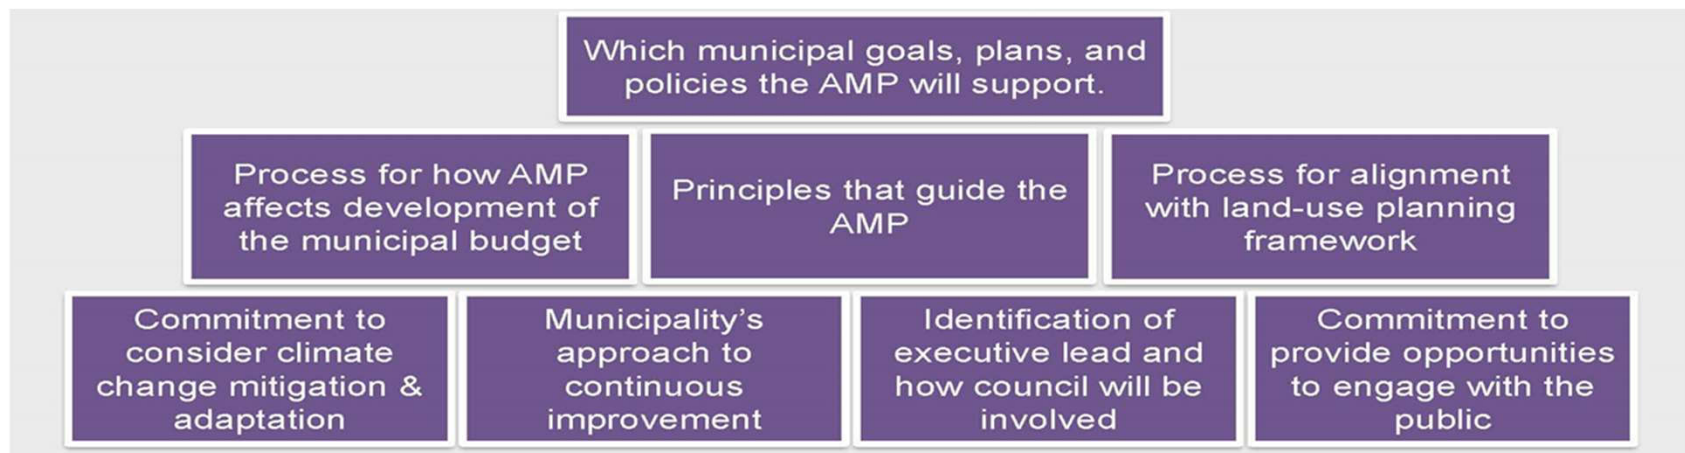 Which municipal goals, plans, and
policies the AMP will support.
Process for how AMP
affects development of
the municipal budget
Principles that guide the
AMP
Process for alignment
with land-use planning
framework
Commitment to
consider climate
change mitigation &
adaptation
Municipality’s
approach to
continuous
improvement
Identification of
executive lead and
how council will be
involved
Commitment to
provide opportunities
to engage with the
public